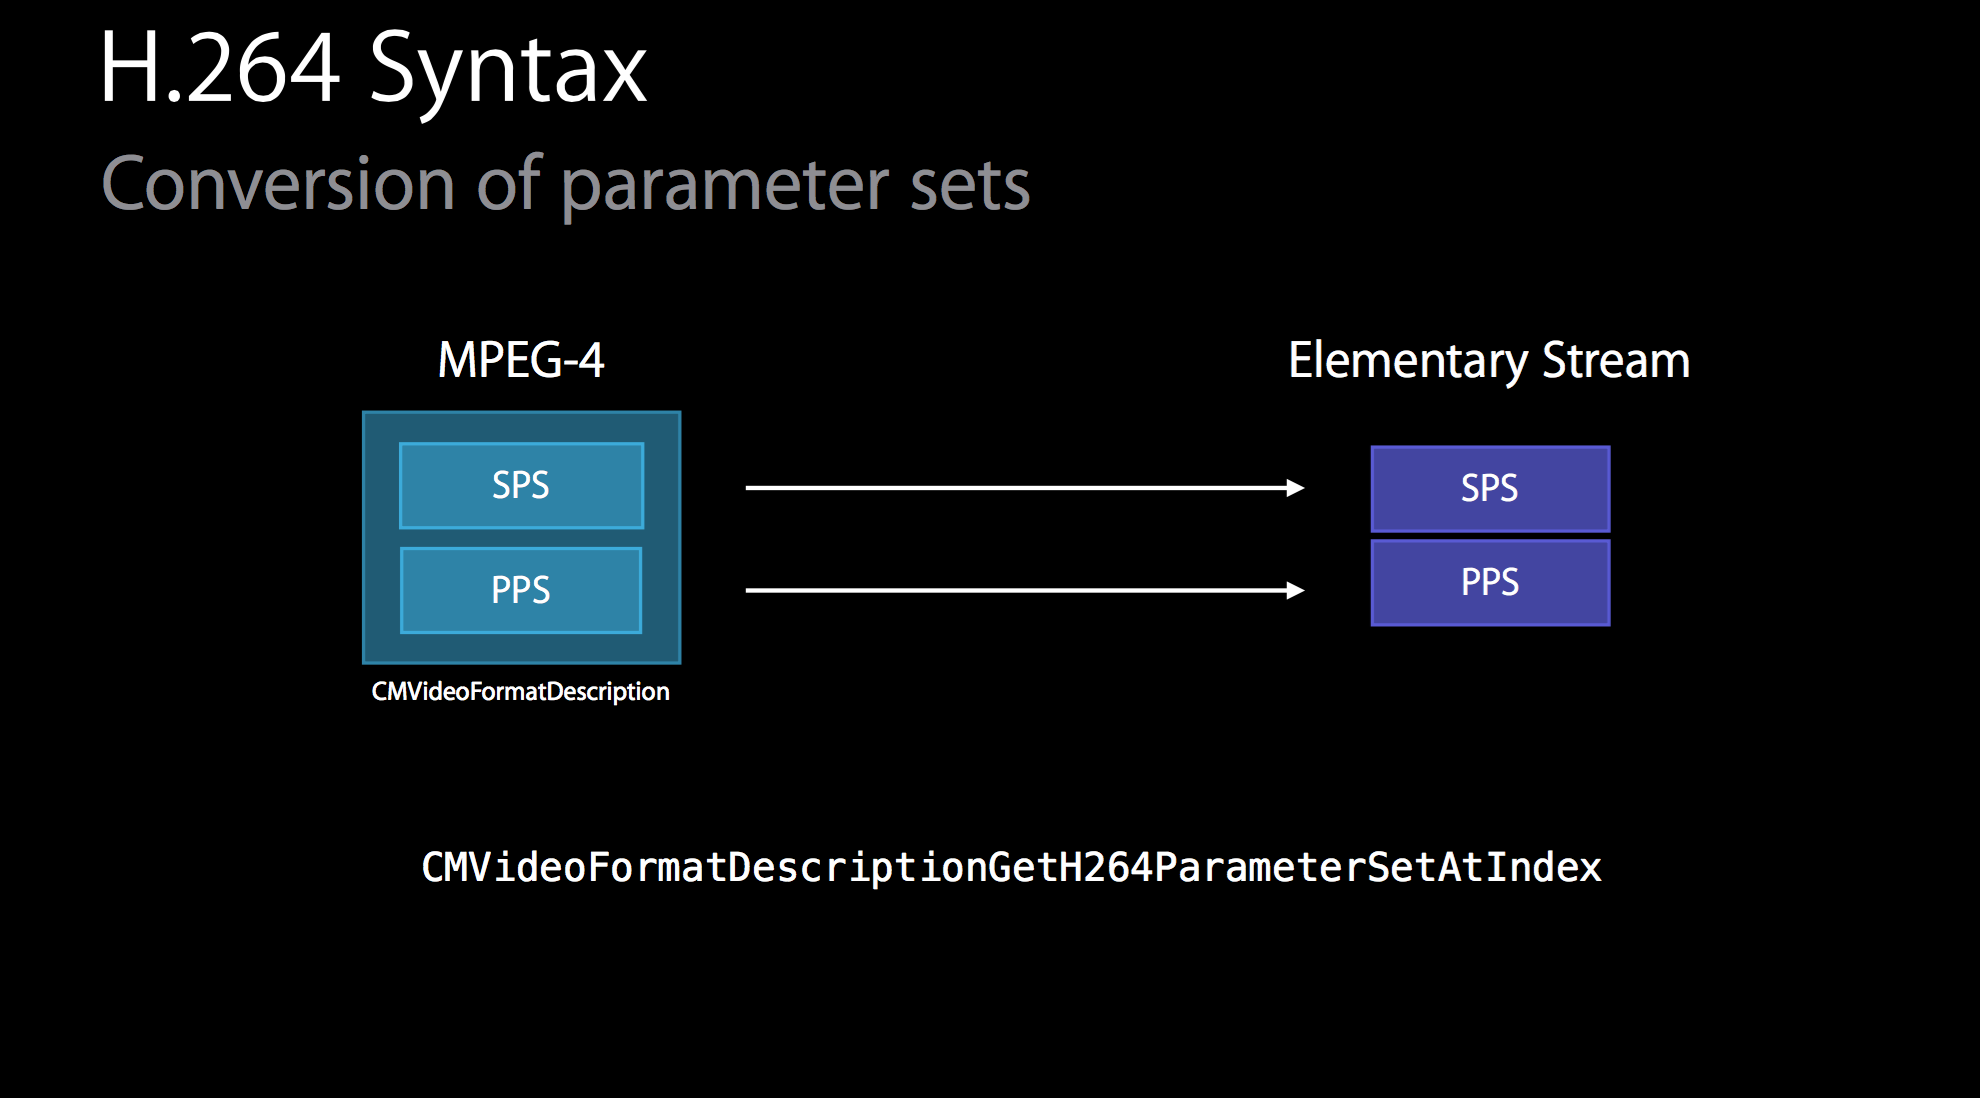 H.264 Syntax
Conversion of parameter sets
MPEG-4
Elementary Stream
SPS
SPS
PPS
PPS
CMVideoFormatDescription
CMVideoFormatDescriptionGetH264ParameterSetAtIndex